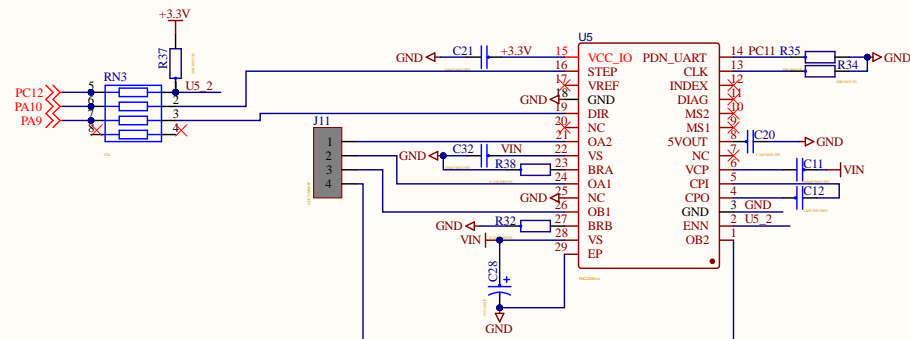 +3.3V
R37
RN3
PC12 5 U5_2
PA10 6 2
PA9 7 3
8 4
J11
1
2
3
4
GND C21 +3.3V
GND
GND C32 VIN
R38
GND
GND R32
VIN
C28
+
GND
U5
15 VCC_IO PDN_UART 14 PC11 R35 GND
16 STEP CLK 13 R34
17 VREF INDEX 12
18 GND DIAG 11
19 DIR MS2 10
20 NC MS1 9
21 OA2 5VOUT 8 C20 GND
22 VS NC 7
23 BRA VCP 6 C11 VIN
24 OA1 CPI 5
25 NC CPO 4 C12
26 OB1 GND 3 GND
27 BRB ENN 2 U5_2
28 VS OB2 1
29 EP